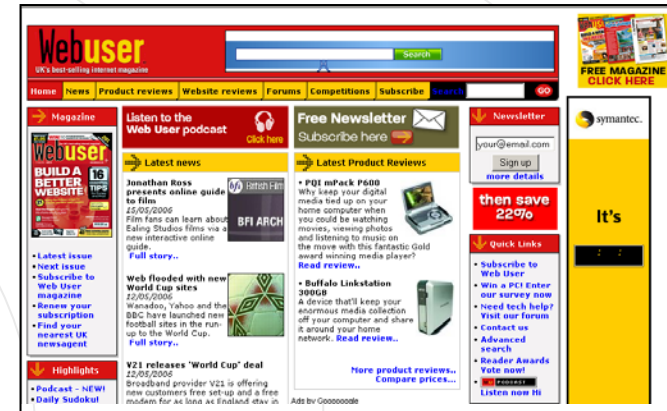 Webuser
UK's best-selling internet magazine
Search
FREE MAGAZINE
CLICK HERE
Home News Product reviews Website reviews Forums Competitions Subscribe Search GO
Magazine
Webuser
BUILD A
BETTER
WEBSITE
16
TIPS
• Latest issue
• Next issue
• Subscribe to
Web User
magazine
• Renew your
subscription
• Find your
nearest UK
newsagent
Highlights
• Podcast - NEW!
• Daily Sudoku!
Listen to the
Web User podcast
Click here
Latest news
Jonathan Ross
presents online guide
to film
15/05/2006
Film fans can learn about
Ealing Studios films via a
new interactive online
guide.
Full story..
bfi British Film
BFI ARCH
Web flooded with new
World Cup sites
12/05/2006
Wanadoo, Yahoo and the
BBC have launched new
football sites in the run-
up to the World Cup.
Full story..
V21 releases 'World Cup' deal
12/05/2006
Broadband provider V21 is offering
new customers free set-up and a free
modem for as long as England stay in
Free Newsletter
Subscribe here
Latest Product Reviews
• PQI mPack P600
Why keep your digital
media tied up on your
home computer when
you could be watching
movies, viewing photos
and listening to music on
the move with this fantastic Gold
award winning media player?
Read review..
• Buffalo Linkstation
300GB
A device that'll keep your
enormous media collection
off your computer and share
it around your home
network. Read review..
More product reviews..
Compare prices...
Ads by Goooooogle
Newsletter
your@email.com
Sign up
more details
then save
22%
Quick Links
• Subscribe to
Web User
• Win a PC! Enter
our survey now
• Need tech help?
Visit our forum
• Contact us
• Advanced
search
• Reader Awards
Vote now!
• PODCAST
Listen now Hi
symantec.
It's
: :